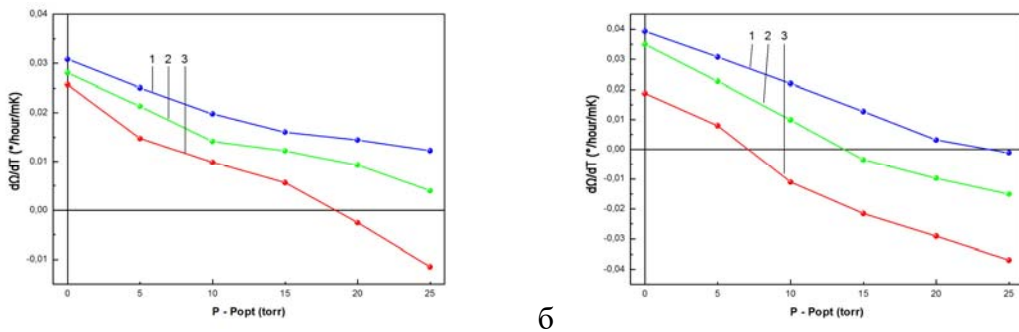 0,04
0,03
0,02
0,01
0,00
-0,01
dΩ/dT (°/hour/mK)
1 2 3
0 5 10 15 20 25
P - Popt (torr)
б
0,04
0,03
0,02
0,01
0,00
-0,01
-0,02
-0,03
-0,04
dΩ/dT (°/hour/mK)
1 2 3
0 5 10 15 20 25
P - Popt (torr)